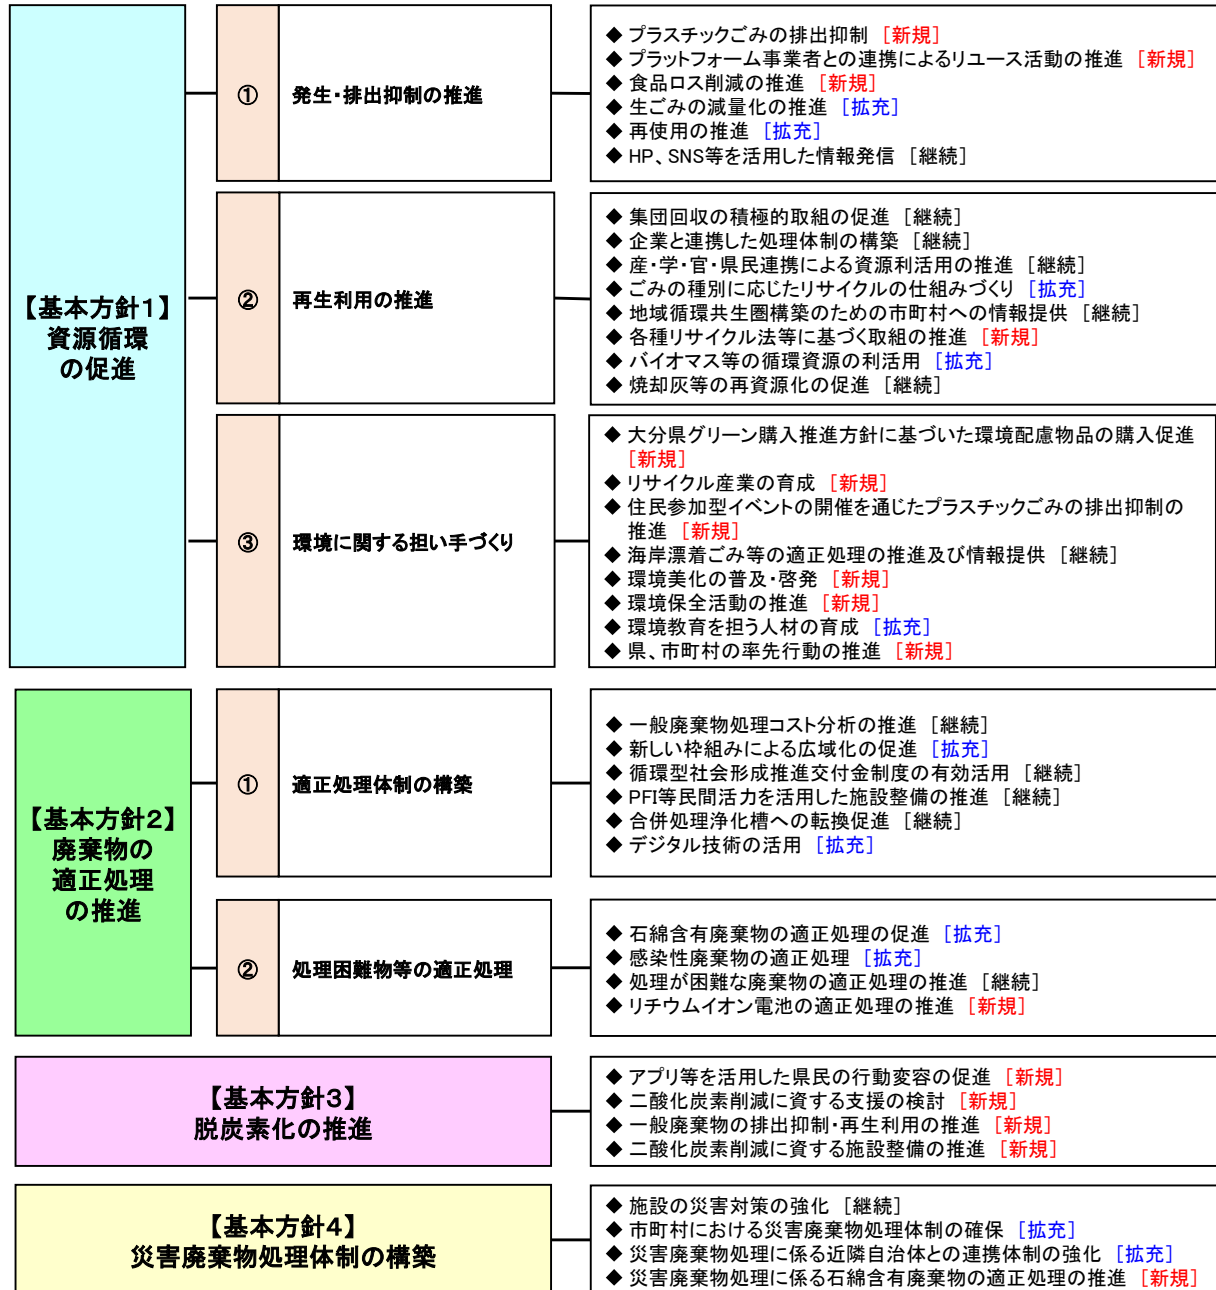 【基本方針１】
資源循環
の促進
① 発生・排出抑制の推進
◆ プラスチックごみの排出抑制 ［新規］
◆ プラットフォーム事業者との連携によるリユース活動の推進 ［新規］
◆ 食品ロス削減の推進 ［新規］
◆ 生ごみの減量化の推進 ［拡充］
◆ 再使用の推進 ［拡充］
◆ HP、SNS等を活用した情報発信 ［継続］
② 再生利用の推進
◆ 集団回収の積極的取組の促進 ［継続］
◆ 企業と連携した処理体制の構築 ［継続］
◆ 産・学・官・県民連携による資源利活用の推進 ［継続］
◆ ごみの種別に応じたリサイクルの仕組みづくり ［拡充］
◆ 地域循環共生圏構築のための市町村への情報提供 ［継続］
◆ 各種リサイクル法等に基づく取組の推進 ［新規］
◆ バイオマス等の循環資源の利活用 ［拡充］
◆ 焼却灰等の再資源化の促進 ［継続］
③ 環境に関する担い手づくり
◆ 大分県グリーン購入推進方針に基づいた環境配慮物品の購入促進
［新規］
◆ リサイクル産業の育成 ［新規］
◆ 住民参加型イベントの開催を通じたプラスチックごみの排出抑制の
推進 ［新規］
◆ 海岸漂着ごみ等の適正処理の推進及び情報提供 ［継続］
◆ 環境美化の普及・啓発 ［新規］
◆ 環境保全活動の推進 ［新規］
◆ 環境教育を担う人材の育成 ［拡充］
◆ 県、市町村の率先行動の推進 ［新規］
【基本方針２】
廃棄物の
適正処理
の推進
① 適正処理体制の構築
◆ 一般廃棄物処理コスト分析の推進 ［継続］
◆ 新しい枠組みによる広域化の促進 ［拡充］
◆ 循環型社会形成推進交付金制度の有効活用 ［継続］
◆ PFI等民間活力を活用した施設整備の推進 ［継続］
◆ 合併処理浄化槽への転換促進 ［継続］
◆ デジタル技術の活用 ［拡充］
② 処理困難物等の適正処理
◆ 石綿含有廃棄物の適正処理の促進 ［拡充］
◆ 感染性廃棄物の適正処理 ［拡充］
◆ 処理が困難な廃棄物の適正処理の推進 ［継続］
◆ リチウムイオン電池の適正処理の推進 ［新規］
【基本方針３】
脱炭素化の推進
◆ アプリ等を活用した県民の行動変容の促進 ［新規］
◆ 二酸化炭素削減に資する支援の検討 ［新規］
◆ 一般廃棄物の排出抑制・再生利用の推進 ［新規］
◆ 二酸化炭素削減に資する施設整備の推進 ［新規］
【基本方針４】
災害廃棄物処理体制の構築
◆ 施設の災害対策の強化 ［継続］
◆ 市町村における災害廃棄物処理体制の確保 ［拡充］
◆ 災害廃棄物処理に係る近隣自治体との連携体制の強化 ［拡充］
◆ 災害廃棄物処理に係る石綿含有廃棄物の適正処理の推進 ［新規］